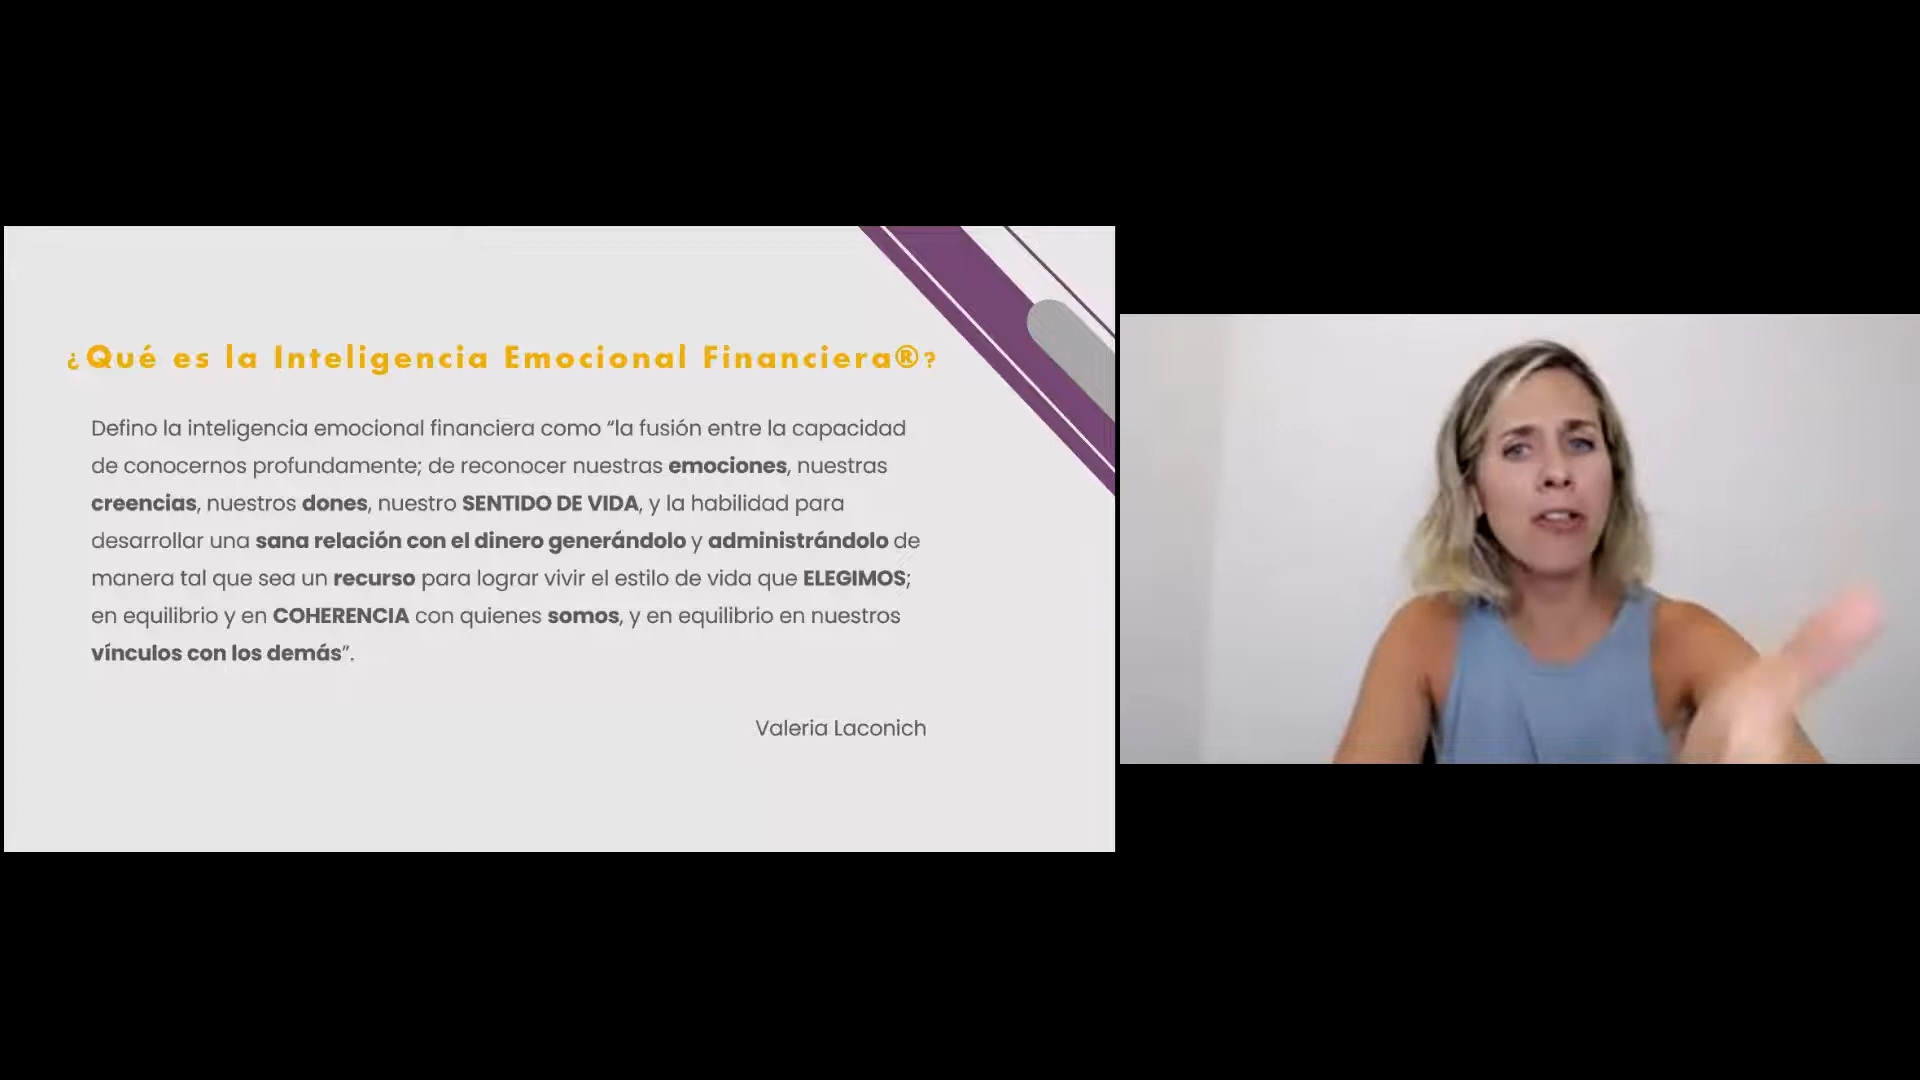 ¿Qué es la Inteligencia Emocional Financiera®?
Defino la inteligencia emocional financiera como “la fusión entre la capacidad
de conocernos profundamente; de reconocer nuestras emociones, nuestras
creencias, nuestros dones, nuestro SENTIDO DE VIDA, y la habilidad para
desarrollar una sana relación con el dinero generándolo y administrándolo de
manera tal que sea un recurso para lograr vivir el estilo de vida que ELEGIMOS;
en equilibrio y en COHERENCIA con quienes somos, y en equilibrio en nuestros
vínculos con los demás”.
Valeria Laconich